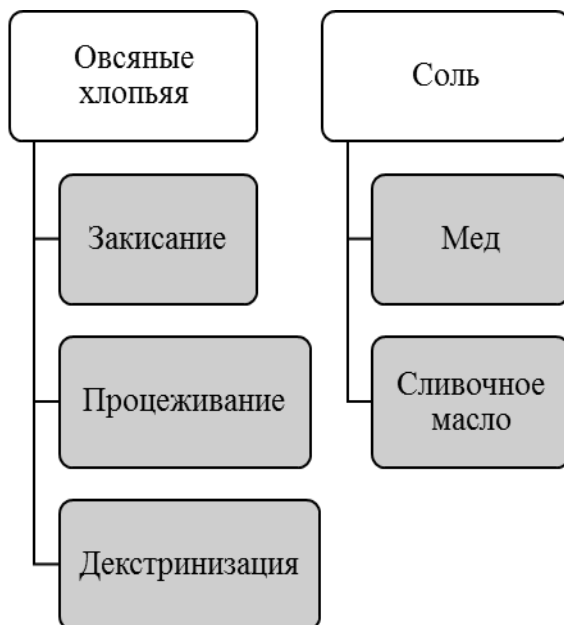 Овсяные
хлопьяя
Закисание
Процеживание
Декстринизация
Соль
Мед
Сливочное
масло